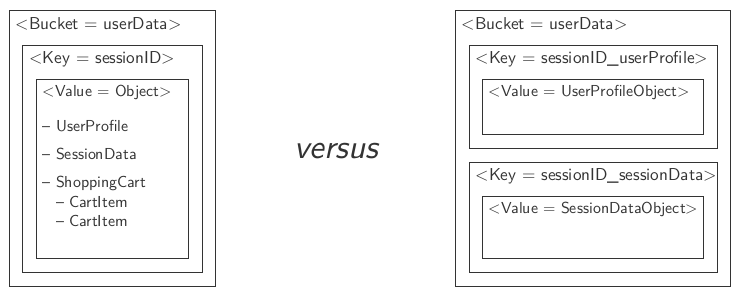 <Bucket = userData>
<Key = sessionID>
<Value = Object>
– UserProfile
– SessionData
– ShoppingCart
– CartItem
– CartItem
versus
<Bucket = userData>
<Key = sessionID_userProfile>
<Value = UserProfileObject>
<Key = sessionID_sessionData>
<Value = SessionDataObject>